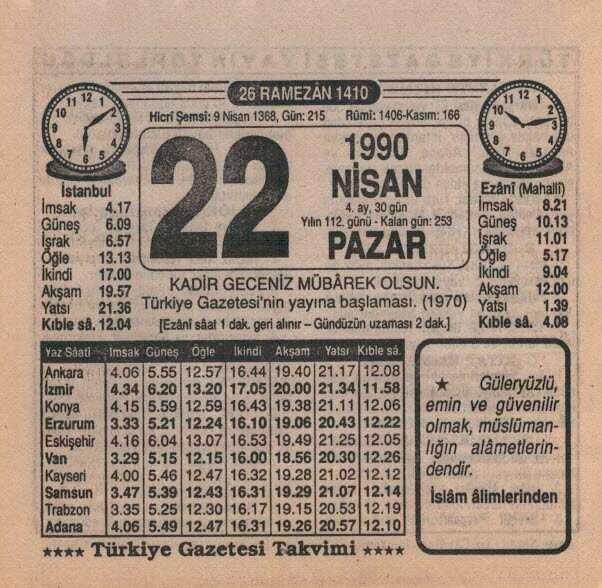 26 RAMEZÂN 1410
Hicrî Şemsî: 9 Nisan 1368, Gün: 215 Rûmî: 1406-Kasım: 166
11 12 1 2 3 6
11 12 1 2 3 6
22
1990
NİSAN
4. ay, 30 gün
Yılın 112. günü - Kalan gün: 253
PAZAR
İstanbul
İmsak 4.17
Güneş 6.09
İşrak 6.57
Öğle 13.13
İkindi 17.00
Akşam 19.57
Yatsı 21.36
Kıble sâ. 12.04
Ezânî (Mahallî)
İmsak 8.21
Güneş 10.13
İşrak 11.01
Öğle 5.17
İkindi 9.04
Akşam 12.00
Yatsı 1.39
Kıble sâ. 4.08
KADİR GECENİZ MÜBÂREK OLSUN.
Türkiye Gazetesi'nin yayına başlaması. (1970)
[Ezânî sâat 1 dak. geri alınır – Gündüzün uzaması 2 dak.]
Yaz Sâati İmsak Güneş Öğle İkindi Akşam Yatsı Kıble sâ.
Ankara 4.06 5.55 12.57 16.44 19.40 21.17 12.08
İzmir 4.34 6.20 13.20 17.05 20.00 21.34 11.58
Konya 4.15 5.59 12.59 16.43 19.38 21.11 12.06
Erzurum 3.33 5.21 12.24 16.10 19.06 20.43 12.22
Eskişehir 4.16 6.04 13.07 16.53 19.49 21.25 12.05
Van 3.29 5.15 12.15 16.00 18.56 20.30 12.26
Kayseri 4.00 5.46 12.47 16.32 19.28 21.02 12.12
Samsun 3.47 5.39 12.43 16.31 19.29 21.07 12.14
Trabzon 3.35 5.25 12.30 16.17 19.15 20.53 12.19
Adana 4.06 5.49 12.47 16.31 19.26 20.57 12.10
★ Güleryüzlü,
emin ve güvenilir
olmak, müslüman-
lığın alâmetlerin-
dendir.
İslâm âlimlerinden
★★★★ Türkiye Gazetesi Takvimi ★★★★